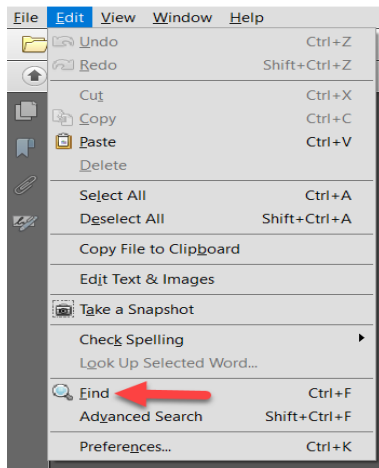 File Edit View Window Help
Undo Ctrl+Z
Redo Shift+Ctrl+Z
Cut Ctrl+X
Copy Ctrl+C
Paste Ctrl+V
Delete
Select All Ctrl+A
Deselect All Shift+Ctrl+A
Copy File to Clipboard
Edit Text & Images
Take a Snapshot
Check Spelling
Look Up Selected Word...
Find Ctrl+F
Advanced Search Shift+Ctrl+F
Preferences... Ctrl+K